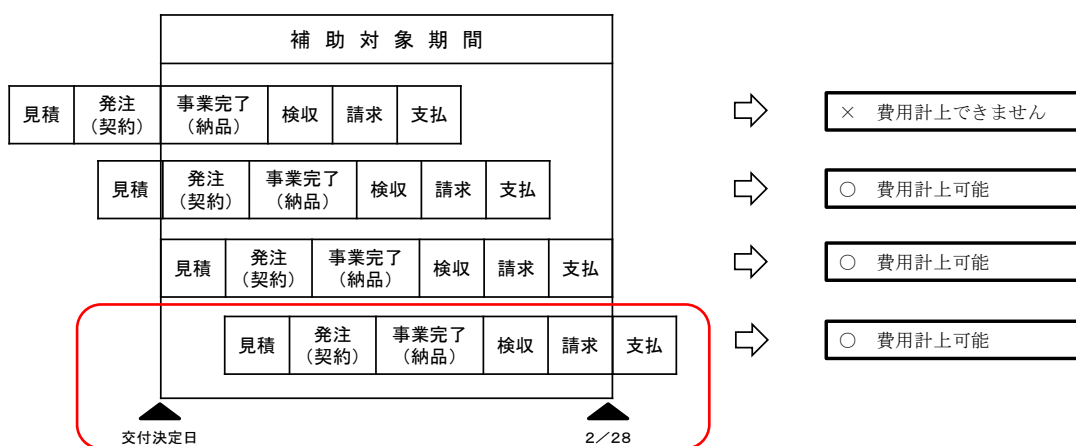 補助対象期間
見積
発注
(契約)
事業完了
(納品)
検収
請求
支払
× 費用計上できません
見積
発注
(契約)
事業完了
(納品)
検収
請求
支払
○ 費用計上可能
見積
発注
(契約)
事業完了
(納品)
検収
請求
支払
○ 費用計上可能
見積
発注
(契約)
事業完了
(納品)
検収
請求
支払
○ 費用計上可能
交付決定日
2/28